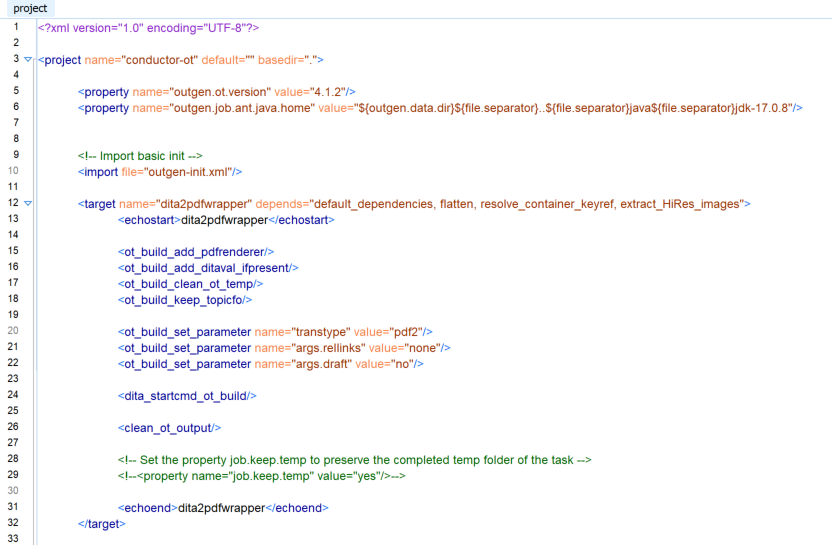 project
1 <?xml version="1.0" encoding="UTF-8"?>
2
3 <project name="conductor-ot" default="" basedir=".">
4
5 <property name="outgen.ot.version" value="4.1.2"/>
6 <property name="outgen.job.ant.java.home" value="${outgen.data.dir}${file.separator}..${file.separator}java${file.separator}jdk-17.0.8"/>
7
8
9 <!-- Import basic init -->
10 <import file="outgen-init.xml"/>
11
12 <target name="dita2pdfwrapper" depends="default_dependencies, flatten, resolve_container_keyref, extract_HiRes_images">
13 <echostart>dita2pdfwrapper</echostart>
14
15 <ot_build_add_pdfrenderer/>
16 <ot_build_add_ditaval_ifpresent/>
17 <ot_build_clean_ot_temp/>
18 <ot_build_keep_topicfo/>
19
20 <ot_build_set_parameter name="transtype" value="pdf2"/>
21 <ot_build_set_parameter name="args.rellinks" value="none"/>
22 <ot_build_set_parameter name="args.draft" value="no"/>
23
24 <dita_startcmd_ot_build/>
25
26 <clean_ot_output/>
27
28 <!-- Set the property job.keep.temp to preserve the completed temp folder of the task -->
29 <!--<property name="job.keep.temp" value="yes"/>-->
30
31 <echoend>dita2pdfwrapper</echoend>
32 </target>
33